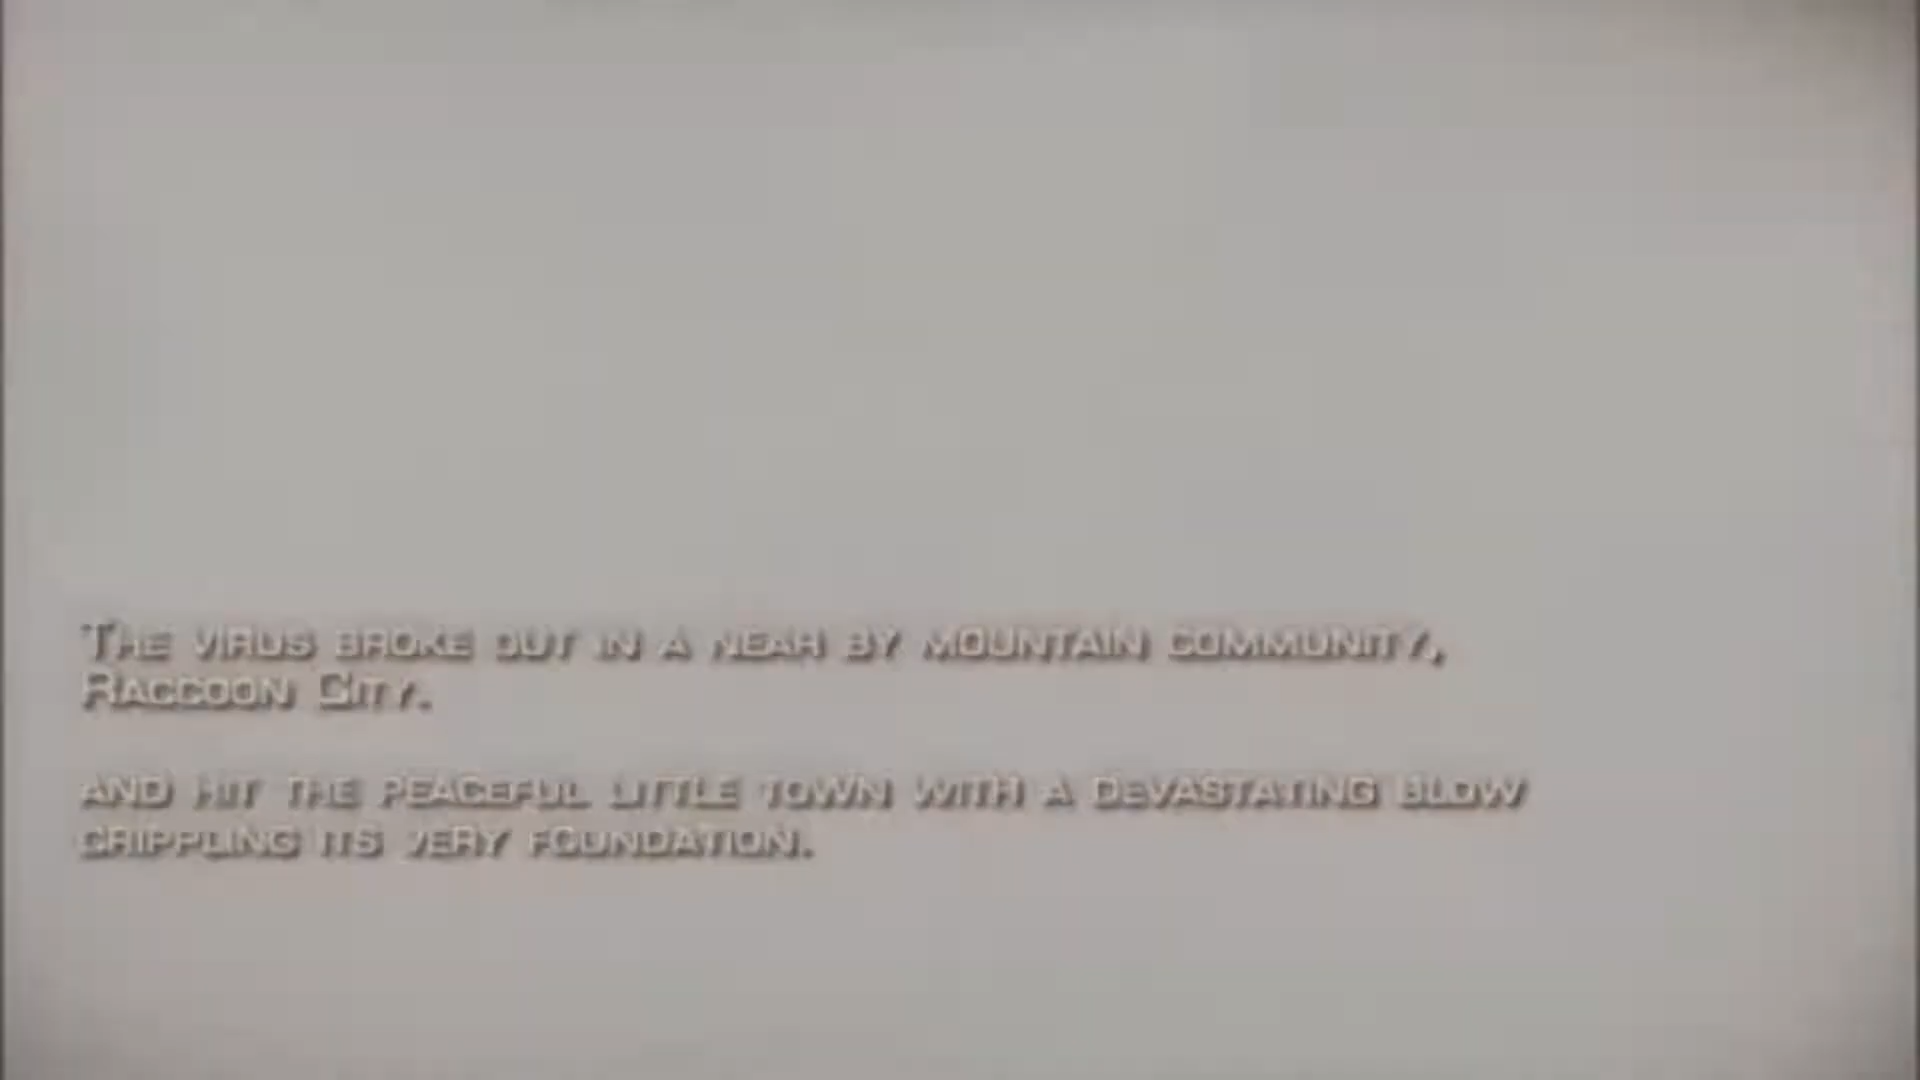 The virus broke out in a near by mountain community,
Raccoon City.
and hit the peaceful little town with a devastating blow
crippling its very foundation.